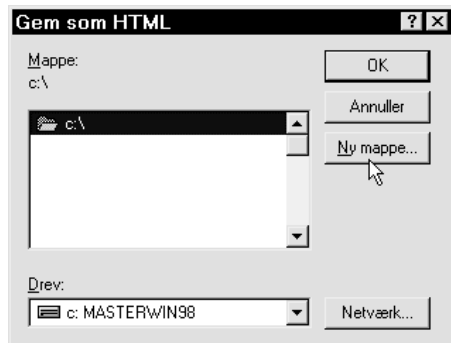 Gem som HTML
Mappe:
c:\
OK
c:\
Annuller
Ny mappe...
Drev:
c: MASTERWIN98
Netværk...